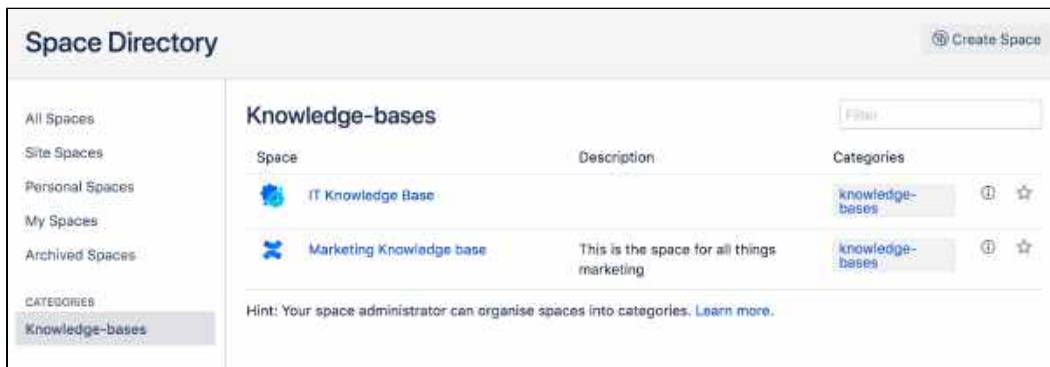 Space Directory
Create Space
All Spaces
Site Spaces
Personal Spaces
My Spaces
Archived Spaces
CATEGORIES
Knowledge-bases
Knowledge-bases
Filter
Space Description Categories
IT Knowledge Base knowledge-
bases
Marketing Knowledge base This is the space for all things knowledge-
marketing bases
Hint: Your space administrator can organise spaces into categories. Learn more.